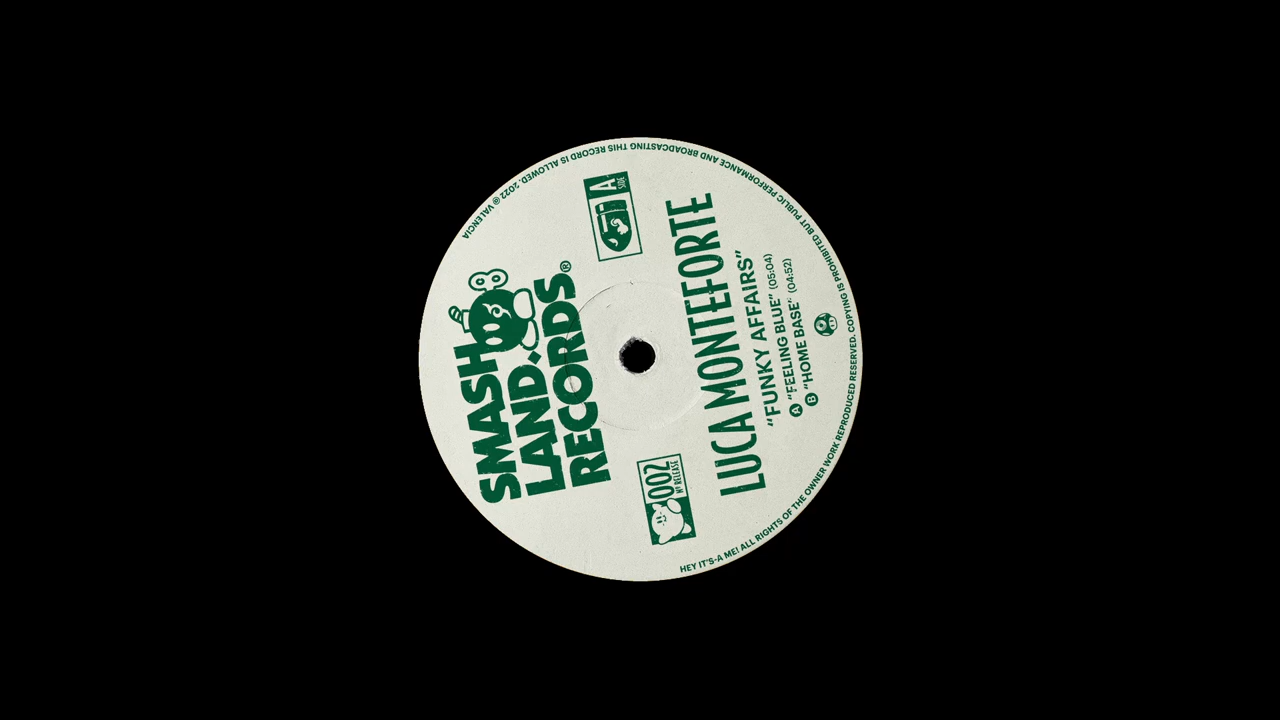 SMASH
LAND.
RECORDS®
002
Nº RELEASE
A
SIDE
LUCA MONTEFORTE
“FUNKY AFFAIRS”
A “FEELING BLUE” (05:04)
B “HOME BASE” (04:52)
HEY IT'S-A ME! ALL RIGHTS OF THE OWNER WORK REPRODUCED RESERVED. COPYING IS PROHIBITED BUT PUBLIC PERFORMANCE AND BROADCASTING THIS RECORD IS ALLOWED. 2022 @ VALENCIA